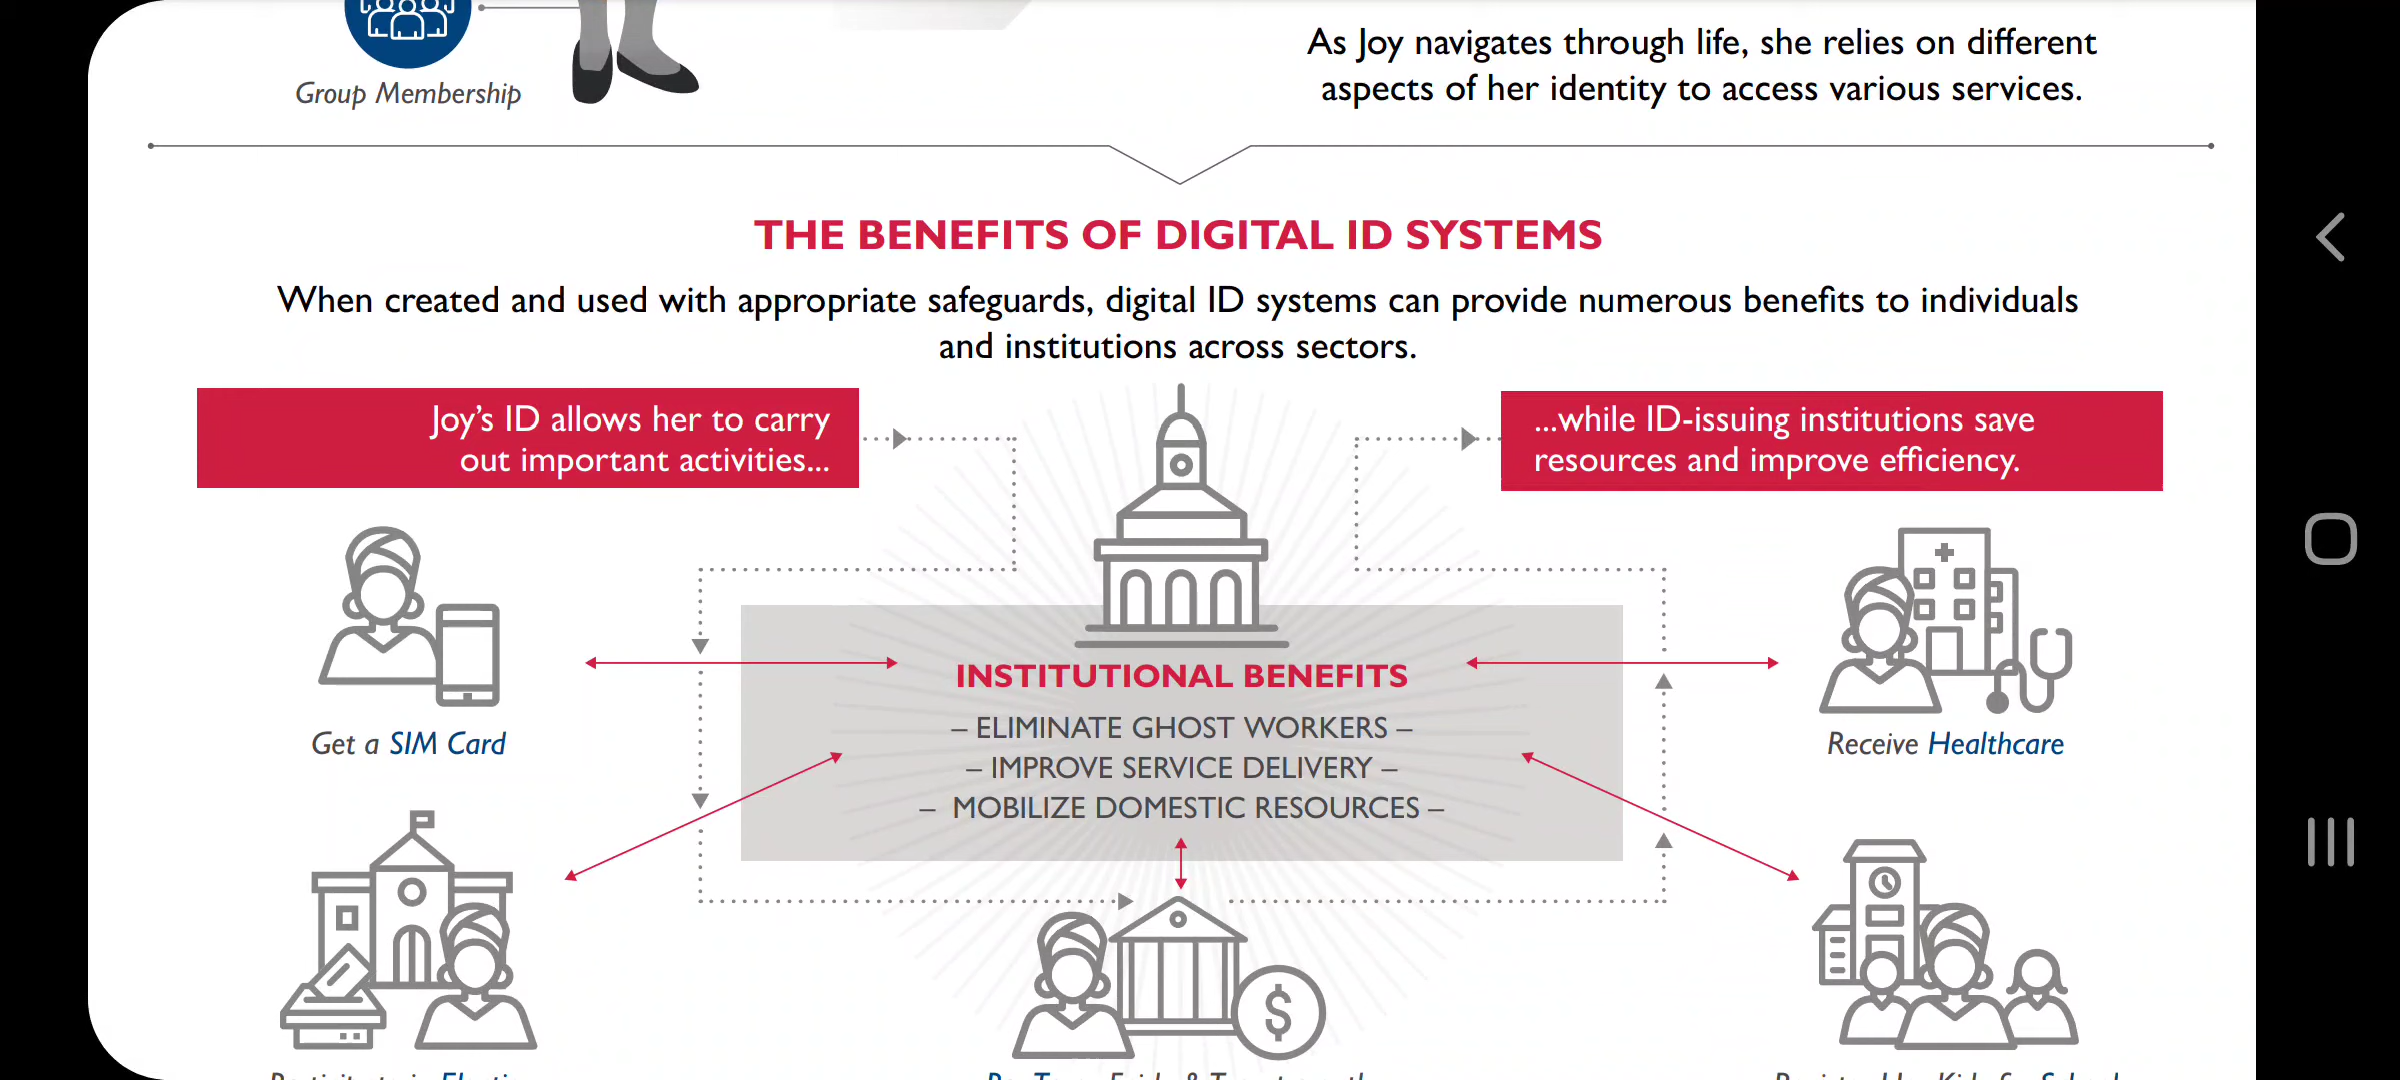 Group Membership
As Joy navigates through life, she relies on different
aspects of her identity to access various services.
THE BENEFITS OF DIGITAL ID SYSTEMS
When created and used with appropriate safeguards, digital ID systems can provide numerous benefits to individuals
and institutions across sectors.
Joy's ID allows her to carry
out important activities...
...while ID-issuing institutions save
resources and improve efficiency.
INSTITUTIONAL BENEFITS
– ELIMINATE GHOST WORKERS –
– IMPROVE SERVICE DELIVERY –
– MOBILIZE DOMESTIC RESOURCES –
Get a SIM Card
Receive Healthcare
$